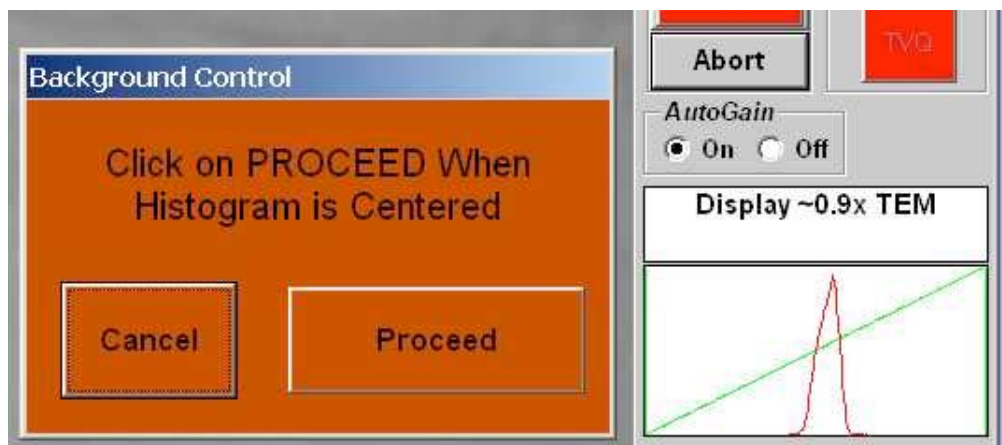 Background Control
Click on PROCEED When
Histogram is Centered
Cancel
Proceed
Abort
TVQ
AutoGain
On
Off
Display ~0.9x TEM